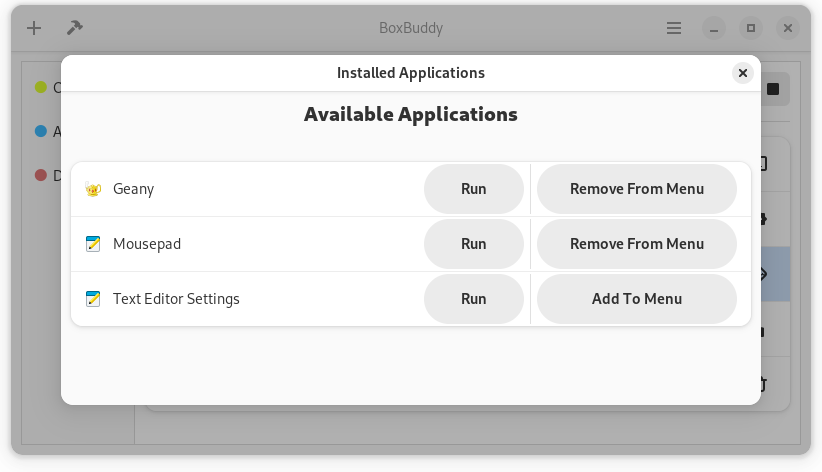 BoxBuddy
Installed Applications
Available Applications
Geany Run Remove From Menu
Mousepad Run Remove From Menu
Text Editor Settings Run Add To Menu